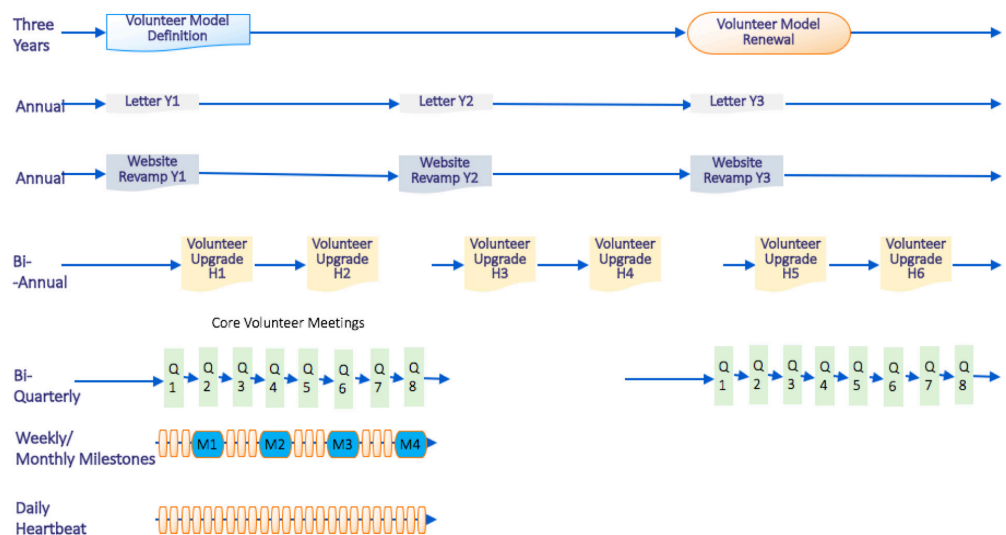 Three
Years
Volunteer Model
Definition
Volunteer Model
Renewal
Annual
Letter Y1
Letter Y2
Letter Y3
Annual
Website
Revamp Y1
Website
Revamp Y2
Website
Revamp Y3
Bi-
-Annual
Volunteer
Upgrade
H1
Volunteer
Upgrade
H2
Volunteer
Upgrade
H3
Volunteer
Upgrade
H4
Volunteer
Upgrade
H5
Volunteer
Upgrade
H6
Core Volunteer Meetings
Bi-
Quarterly
Q
1
Q
2
Q
3
Q
4
Q
5
Q
6
Q
7
Q
8
Q
1
Q
2
Q
3
Q
4
Q
5
Q
6
Q
7
Q
8
Weekly/
Monthly Milestones
M1
M2
M3
M4
Daily
Heartbeat